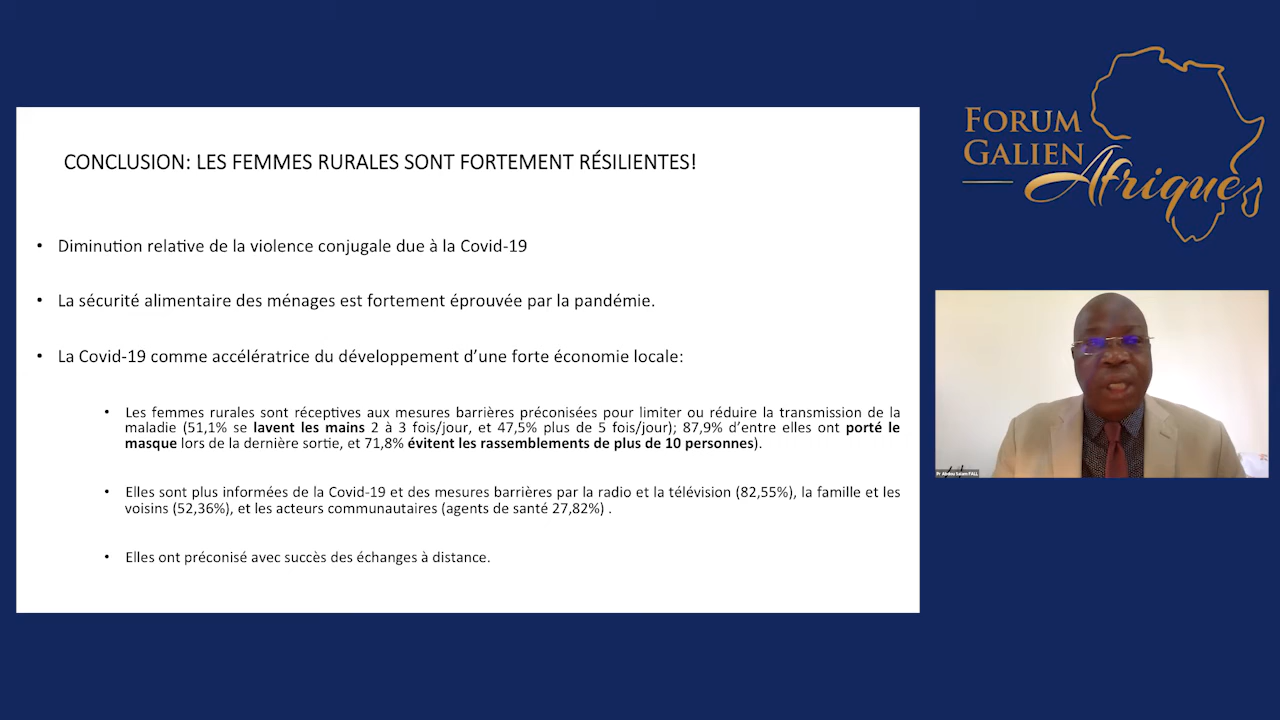 CONCLUSION: LES FEMMES RURALES SONT FORTEMENT RÉSILIENTES!
• Diminution relative de la violence conjugale due à la Covid-19
• La sécurité alimentaire des ménages est fortement éprouvée par la pandémie.
• La Covid-19 comme accélératrice du développement d’une forte économie locale:
• Les femmes rurales sont réceptives aux mesures barrières préconisées pour limiter ou réduire la transmission de la
maladie (51,1% se lavent les mains 2 à 3 fois/jour, et 47,5% plus de 5 fois/jour); 87,9% d’entre elles ont porté le
masque lors de la dernière sortie, et 71,8% évitent les rassemblements de plus de 10 personnes).
• Elles sont plus informées de la Covid-19 et des mesures barrières par la radio et la télévision (82,55%), la famille et les
voisins (52,36%), et les acteurs communautaires (agents de santé 27,82%) .
• Elles ont préconisé avec succès des échanges à distance.
FORUM
GALIEN
Afrique
Pr Abdou Salam FALL